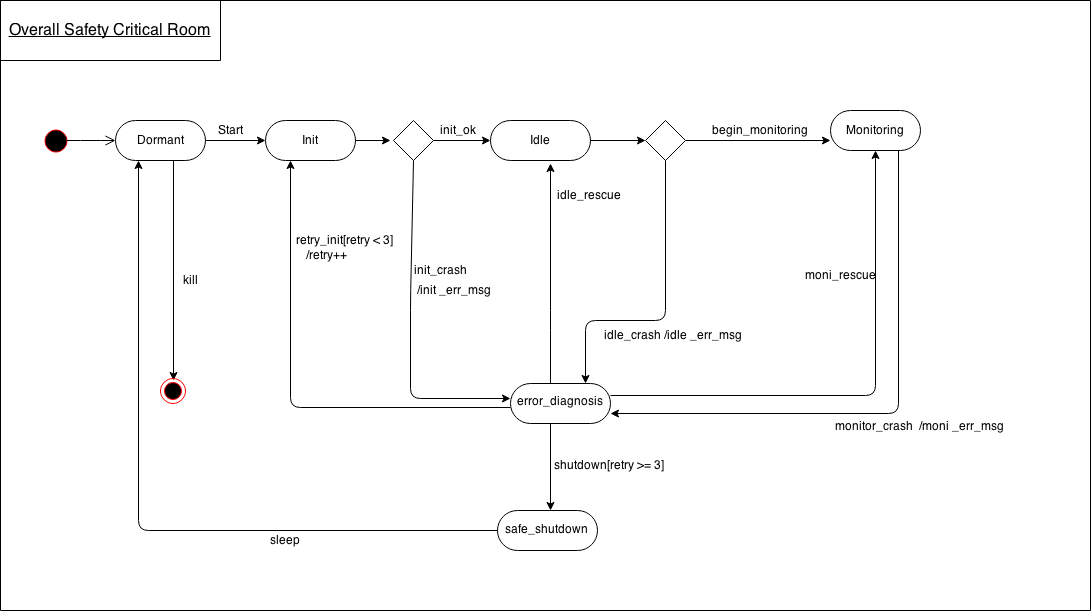 Overall Safety Critical Room
Dormant
Start
Init
init_ok
Idle
begin_monitoring
Monitoring
idle_rescue
retry_init[retry < 3]
/retry++
init_crash
/init _err_msg
kill
moni_rescue
idle_crash /idle _err_msg
error_diagnosis
monitor_crash /moni _err_msg
shutdown[retry >= 3]
safe_shutdown
sleep